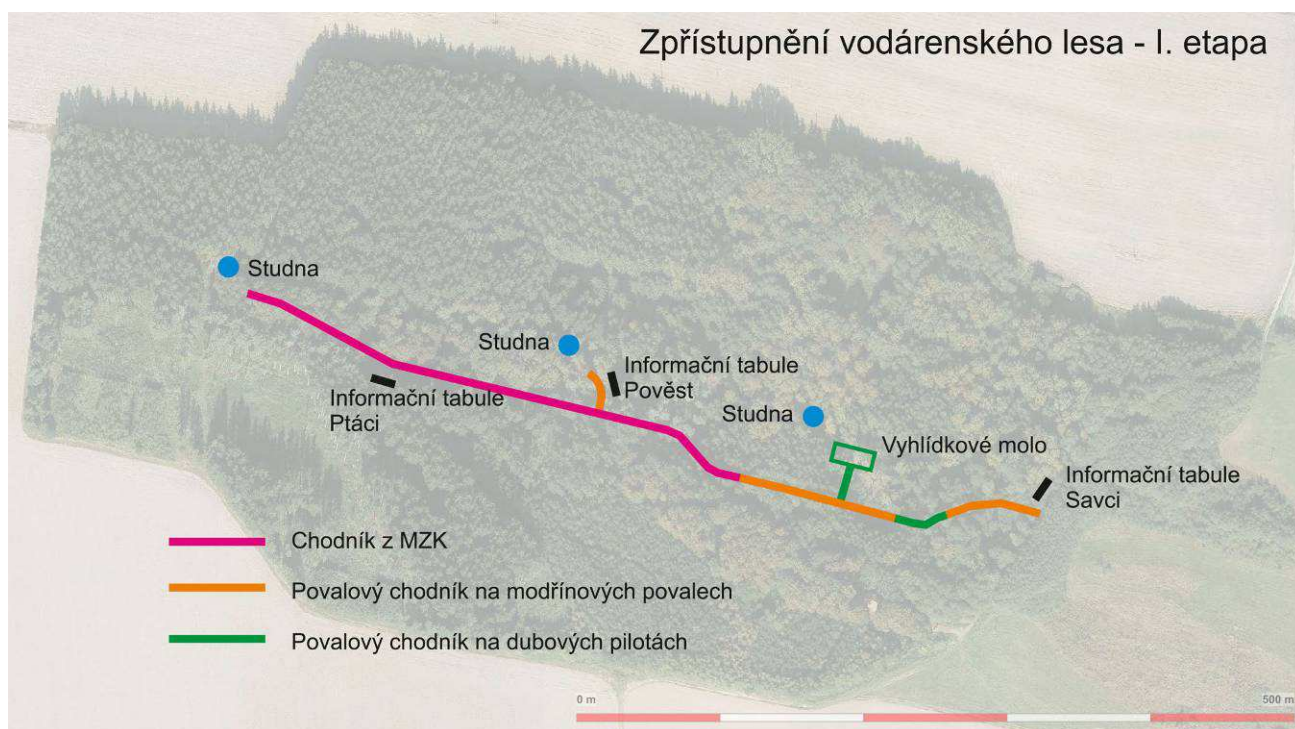 Zpřístupnění vodárenského lesa - I. etapa
Studna
Studna
Informační tabule
Pověst
Informační tabule
Ptáci
Studna
Vyhlídkové molo
Informační tabule
Savci
Chodník z MZK
Povalový chodník na modřínových povalech
Povalový chodník na dubových pilotách
0 m
500 m